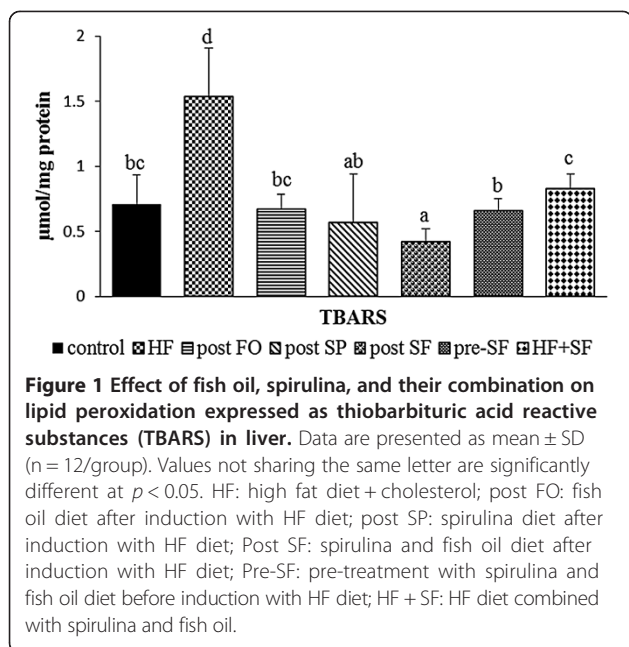 2
d
1.5
μmol/mg protein
1
bc
bc
ab
a
b
c
0.5
0
TBARS
control HF post FO post SP post SF pre-SF HF+SF
Figure 1 Effect of fish oil, spirulina, and their combination on
lipid peroxidation expressed as thiobarbituric acid reactive
substances (TBARS) in liver. Data are presented as mean ± SD
(n = 12/group). Values not sharing the same letter are significantly
different at p < 0.05. HF: high fat diet + cholesterol; post FO: fish
oil diet after induction with HF diet; post SP: spirulina diet after
induction with HF diet; Post SF: spirulina and fish oil diet after
induction with HF diet; Pre-SF: pre-treatment with spirulina and
fish oil diet before induction with HF diet; HF + SF: HF diet combined
with spirulina and fish oil.